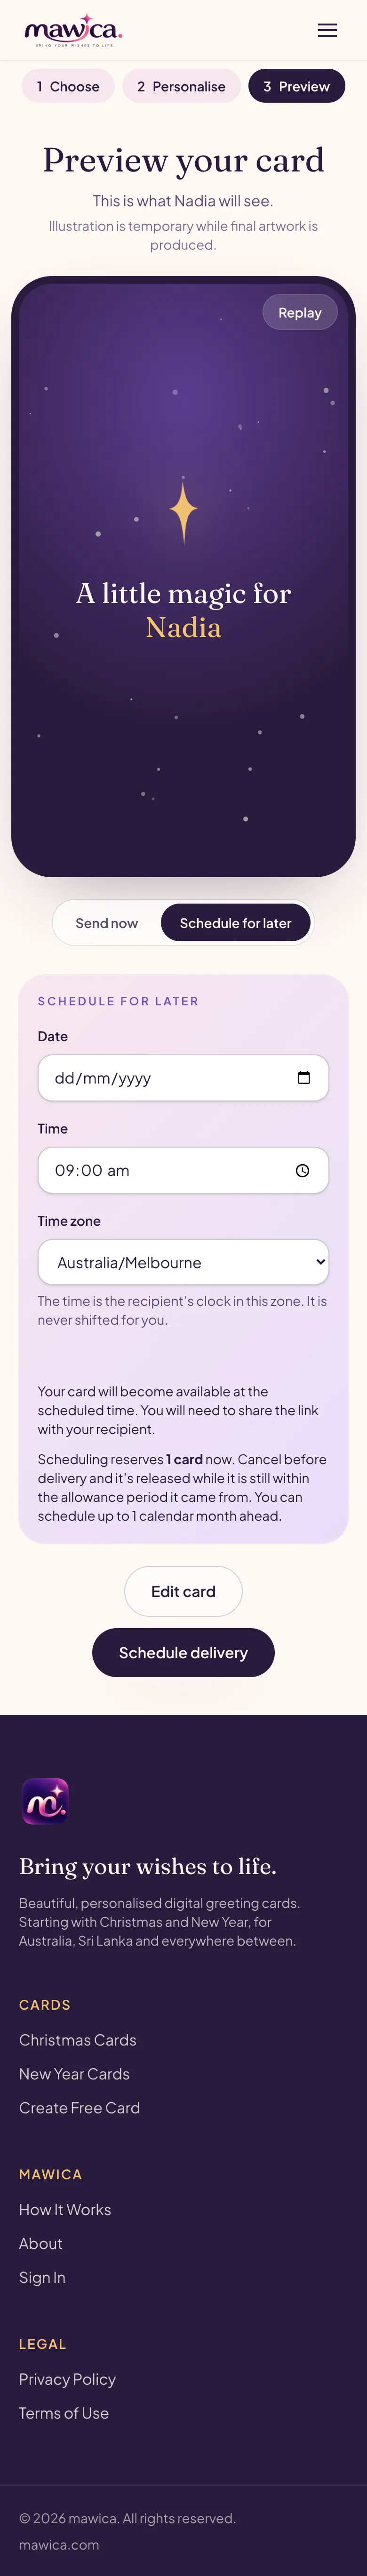 mawica.
BRING YOUR WISHES TO LIFE.
1 Choose
2 Personalise
3 Preview
Preview your card
This is what Nadia will see.
Illustration is temporary while final artwork is
produced.
Replay
A little magic for
Nadia
Send now
Schedule for later
SCHEDULE FOR LATER
Date
dd/mm/yyyy
Time
09:00 am
Time zone
Australia/Melbourne
The time is the recipient’s clock in this zone. It is
never shifted for you.
Your card will become available at the
scheduled time. You will need to share the link
with your recipient.
Scheduling reserves 1 card now. Cancel before
delivery and it’s released while it is still within
the allowance period it came from. You can
schedule up to 1 calendar month ahead.
Edit card
Schedule delivery
m.
Bring your wishes to life.
Beautiful, personalised digital greeting cards.
Starting with Christmas and New Year, for
Australia, Sri Lanka and everywhere between.
CARDS
Christmas Cards
New Year Cards
Create Free Card
MAWICA
How It Works
About
Sign In
LEGAL
Privacy Policy
Terms of Use
© 2026 mawica. All rights reserved.
mawica.com